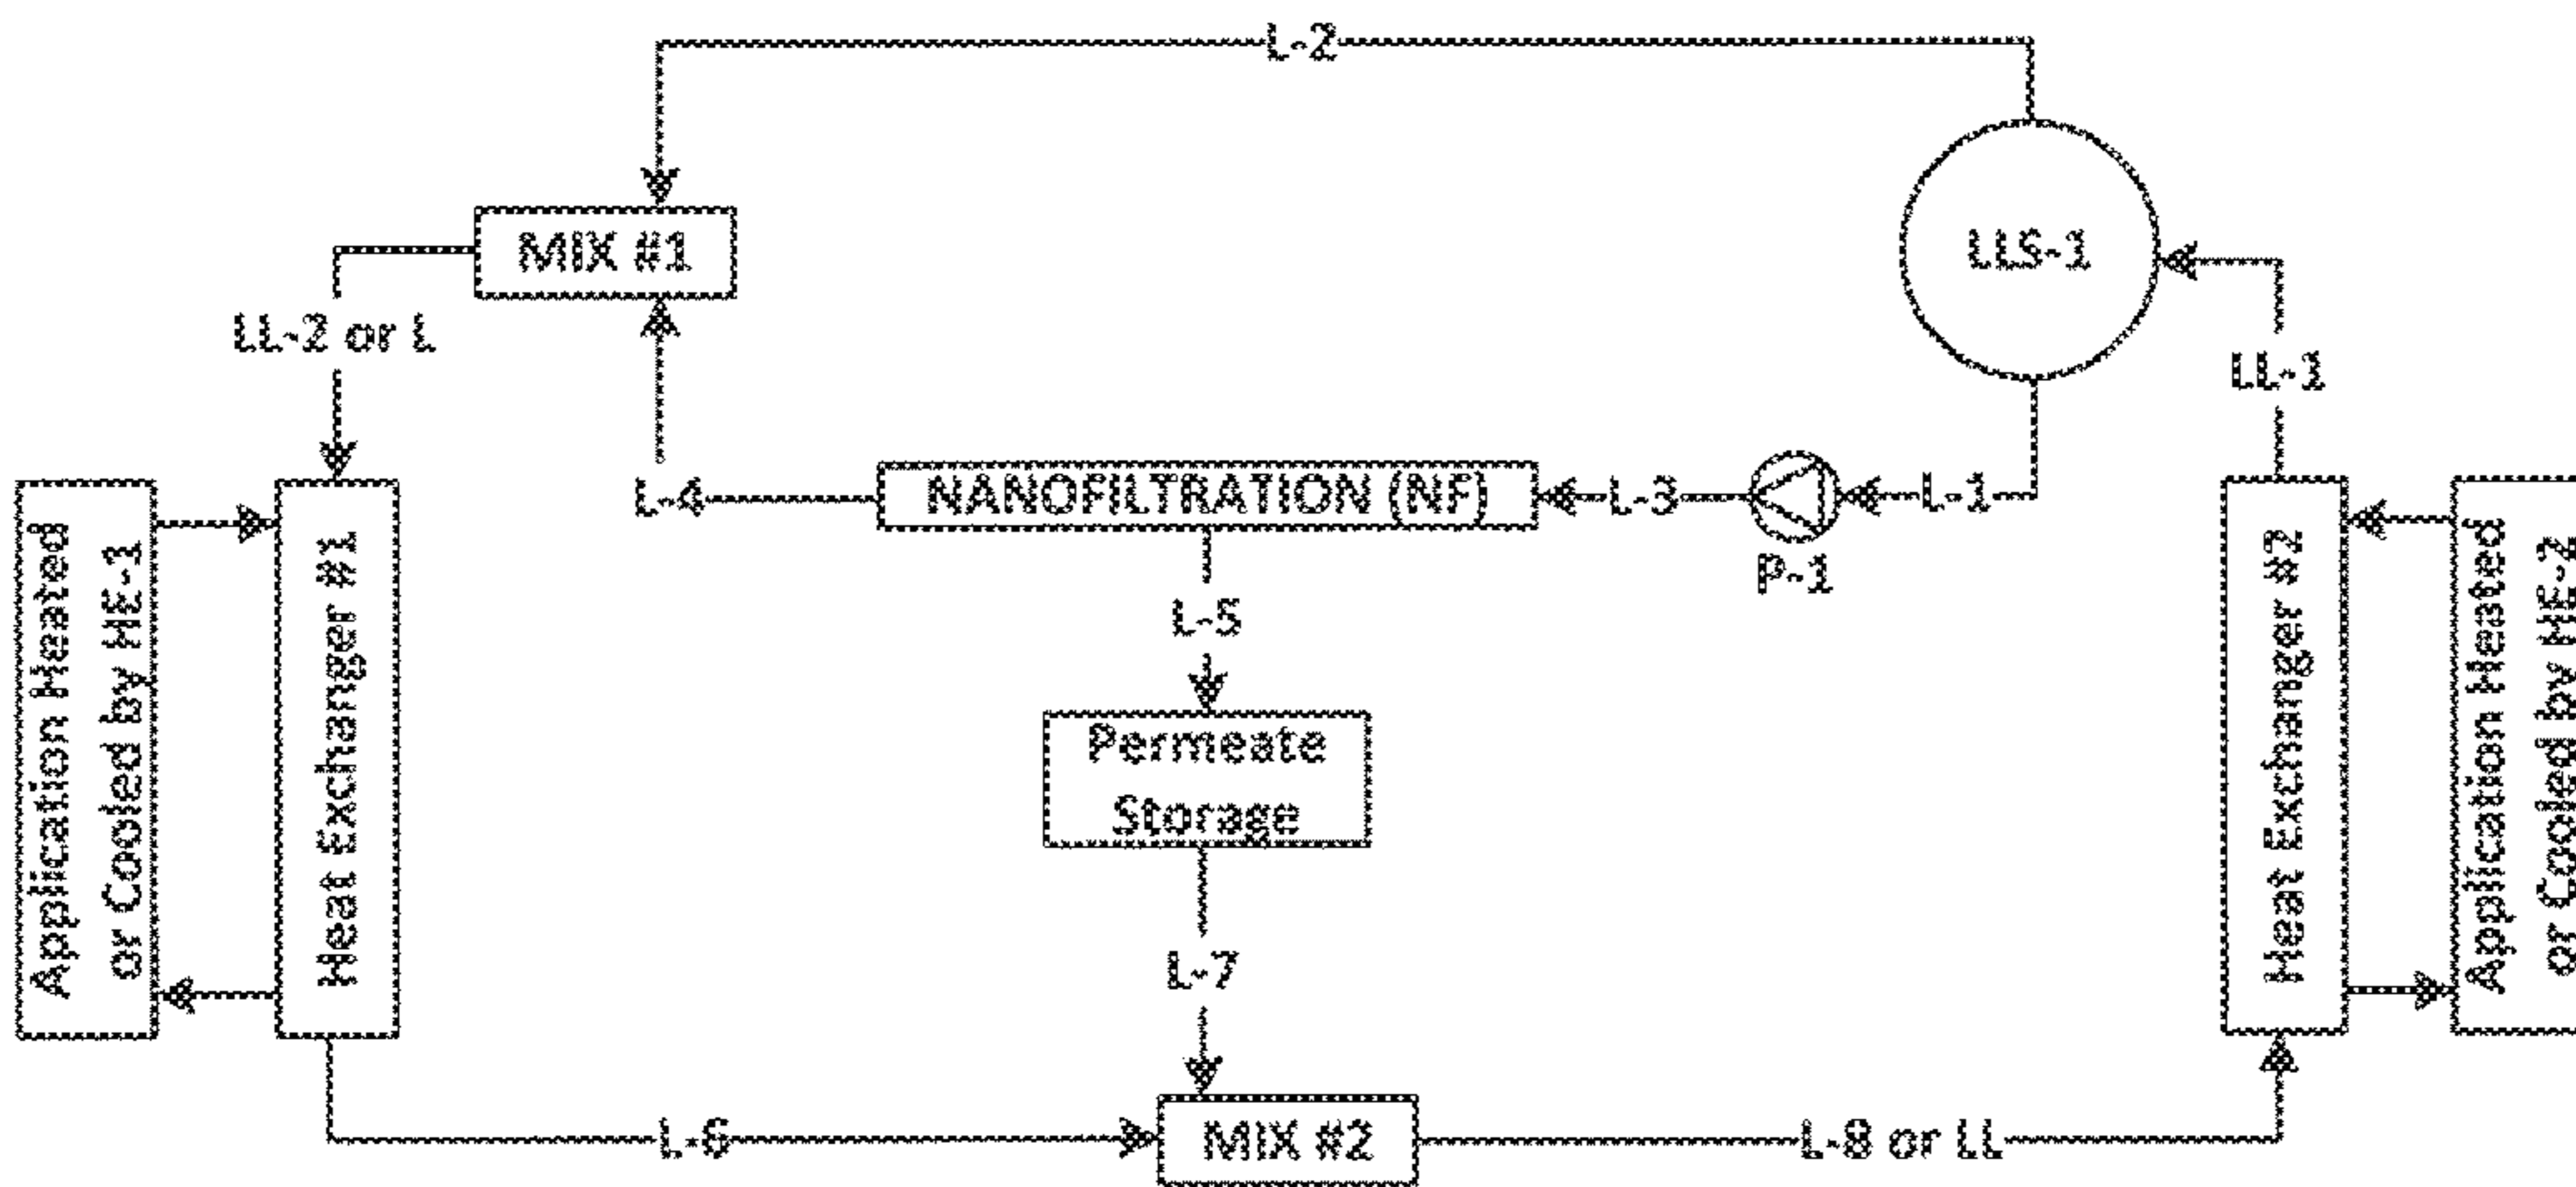 L-2
MIX #1
LLS-1
LL-2 or L
LL-1
L-4
NANOFILTRATION (NF)
L-3
L-1
P-1
L-5
Application Heated
or Cooled by HE-1
Heat Exchanger #1
Permeate
Storage
Heat Exchanger #2
Application Heated
or Cooled by HE-2
L-7
L-6
MIX #2
L-8 or LL